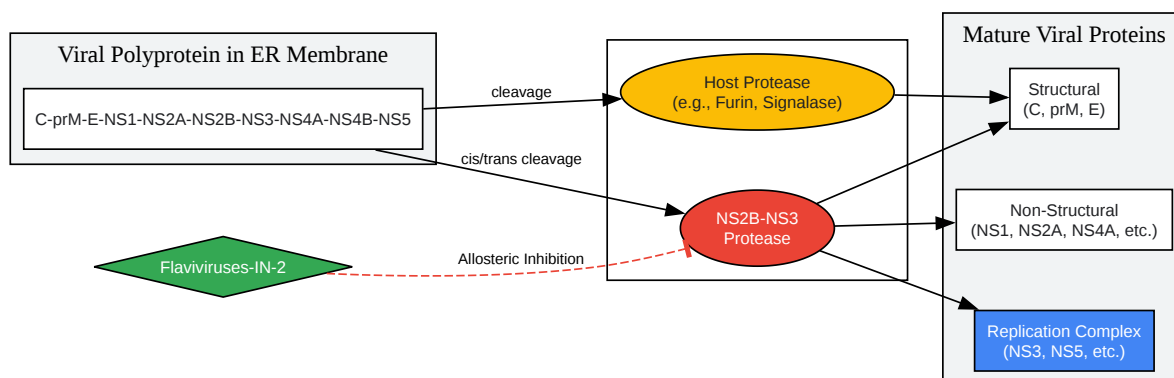 Viral Polyprotein in ER Membrane
C-prM-E-NS1-NS2A-NS2B-NS3-NS4A-NS4B-NS5
cleavage
cis/trans cleavage
Flaviviruses-IN-2
Allosteric Inhibition
Host Protease
(e.g., Furin, Signalase)
NS2B-NS3
Protease
Mature Viral Proteins
Structural
(C, prM, E)
Non-Structural
(NS1, NS2A, NS4A, etc.)
Replication Complex
(NS3, NS5, etc.)